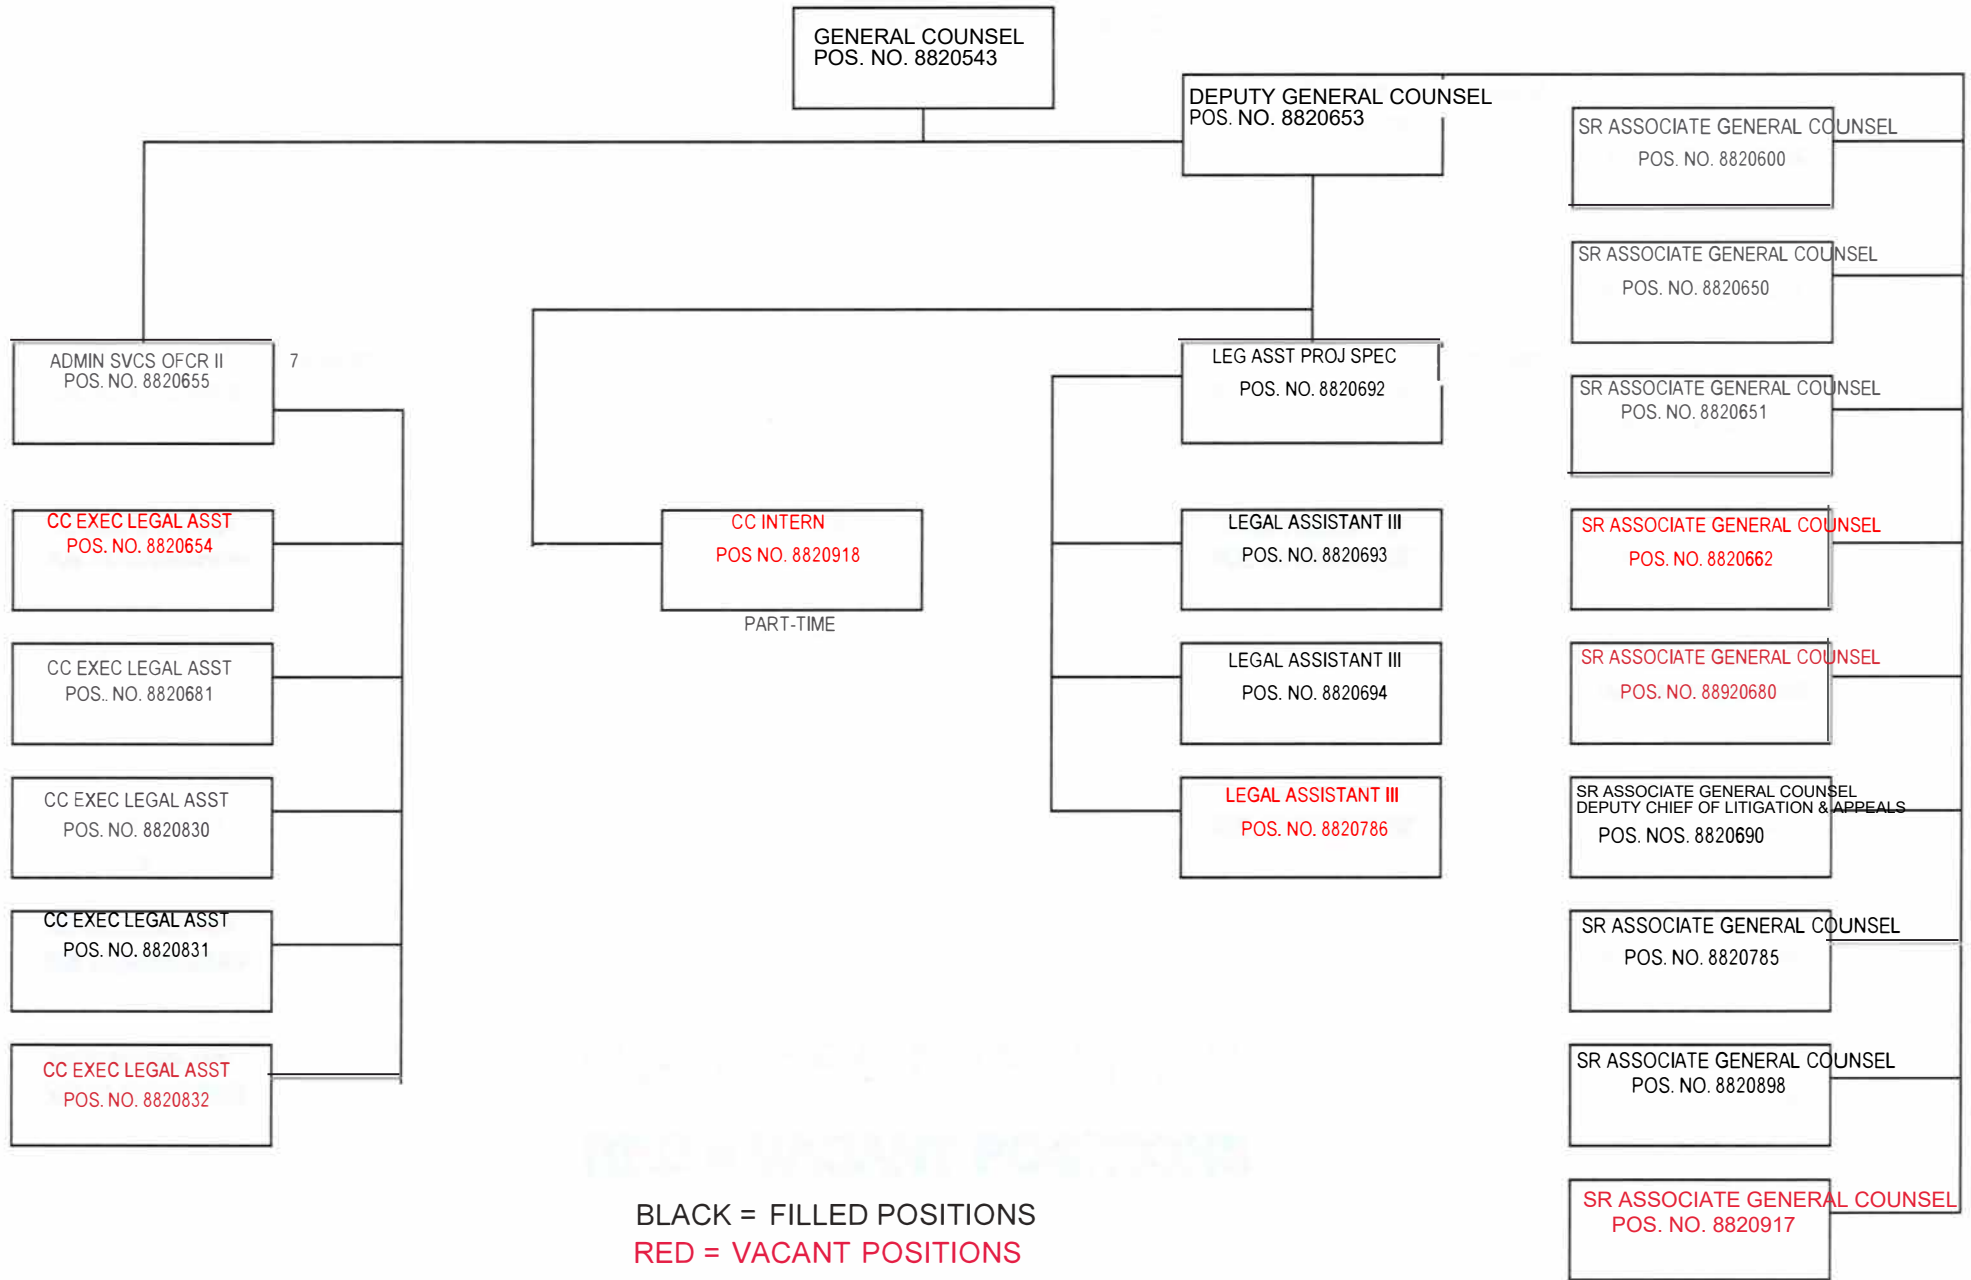 GENERAL COUNSEL
POS. NO. 8820543
DEPUTY GENERAL COUNSEL
POS. NO. 8820653
ADMIN SVCS OFCR II
POS. NO. 8820655
7
CC EXEC LEGAL ASST
POS. NO. 8820654
CC EXEC LEGAL ASST
POS.. NO. 8820681
CC EXEC LEGAL ASST
POS. NO. 8820830
CC EXEC LEGAL ASST
POS. NO. 8820831
CC EXEC LEGAL ASST
POS. NO. 8820832
CC INTERN
POS NO. 8820918
PART-TIME
LEG ASST PROJ SPEC
POS. NO. 8820692
LEGAL ASSISTANT III
POS. NO. 8820693
LEGAL ASSISTANT III
POS. NO. 8820694
LEGAL ASSISTANT III
POS. NO. 8820786
SR ASSOCIATE GENERAL COUNSEL
POS. NO. 8820600
SR ASSOCIATE GENERAL COUNSEL
POS. NO. 8820650
SR ASSOCIATE GENERAL COUNSEL
POS. NO. 8820651
SR ASSOCIATE GENERAL COUNSEL
POS. NO. 8820662
SR ASSOCIATE GENERAL COUNSEL
POS. NO. 88920680
SR ASSOCIATE GENERAL COUNSEL
DEPUTY CHIEF OF LITIGATION & APPEALS
POS. NOS. 8820690
SR ASSOCIATE GENERAL COUNSEL
POS. NO. 8820785
SR ASSOCIATE GENERAL COUNSEL
POS. NO. 8820898
SR ASSOCIATE GENERAL COUNSEL
POS. NO. 8820917
BLACK = FILLED POSITIONS
RED = VACANT POSITIONS